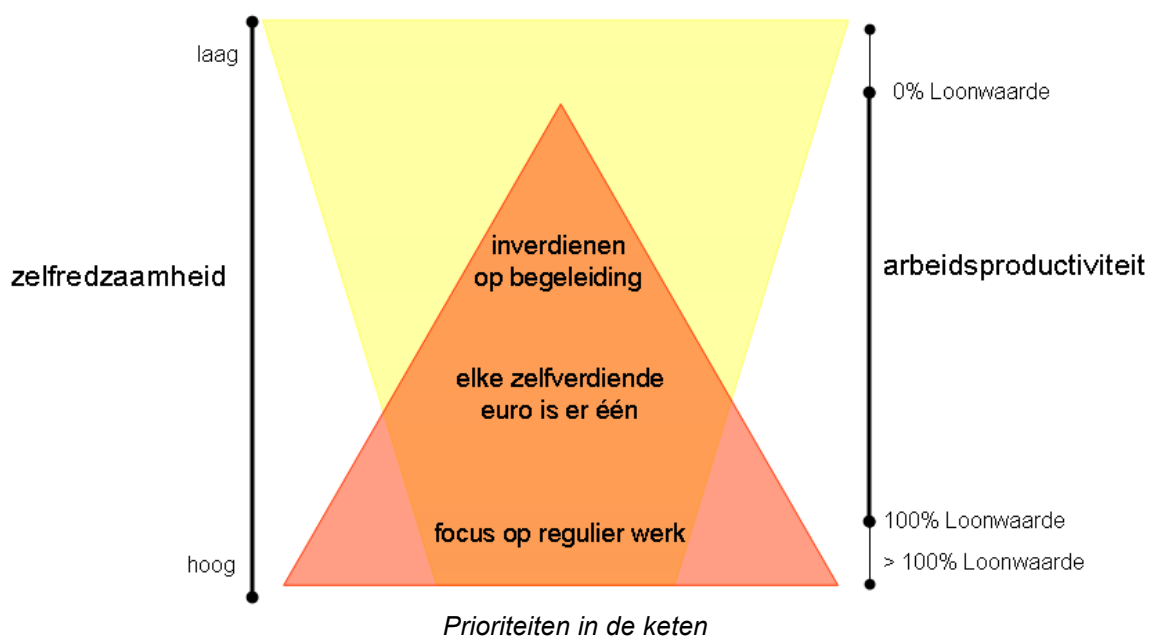 laag
0% Loonwaarde
inverdienen
op begeleiding
zelfredzaamheid
arbeidsproductiviteit
elke zelfverdiende
euro is er één
100% Loonwaarde
focus op regulier werk
hoog
> 100% Loonwaarde
Prioriteiten in de keten